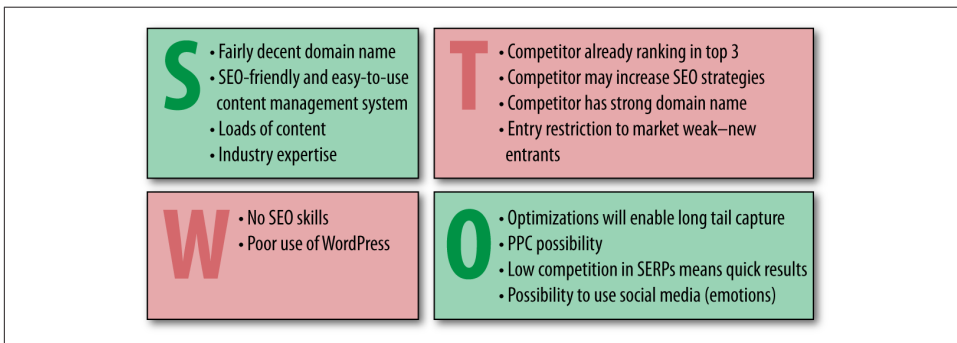 S
• Fairly decent domain name
• SEO-friendly and easy-to-use
content management system
• Loads of content
• Industry expertise
T
• Competitor already ranking in top 3
• Competitor may increase SEO strategies
• Competitor has strong domain name
• Entry restriction to market weak–new
entrants
W
• No SEO skills
• Poor use of WordPress
O
• Optimizations will enable long tail capture
• PPC possibility
• Low competition in SERPs means quick results
• Possibility to use social media (emotions)